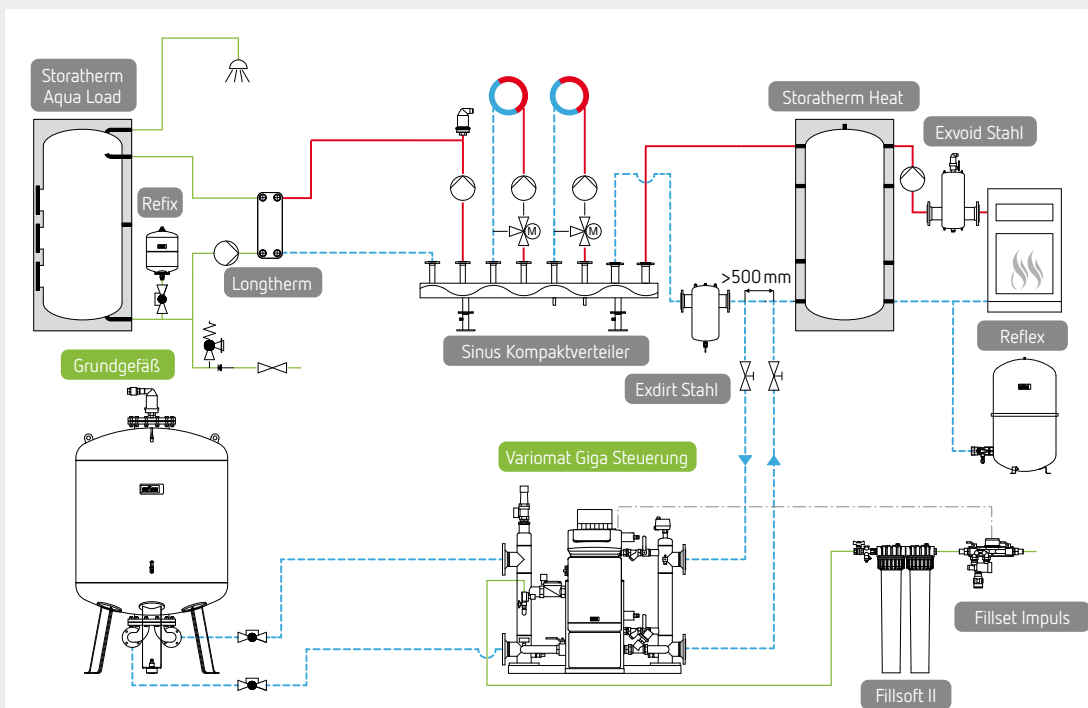 Storatherm
Aqua Load
Storatherm Heat
Exvoid Stahl
Refix
M
M
Longtherm
>500 mm
Sinus Kompaktverteiler
Reflex
Grundgefäß
Exdirt Stahl
Variomat Giga Steuerung
Fillset Impuls
Fillsoft II